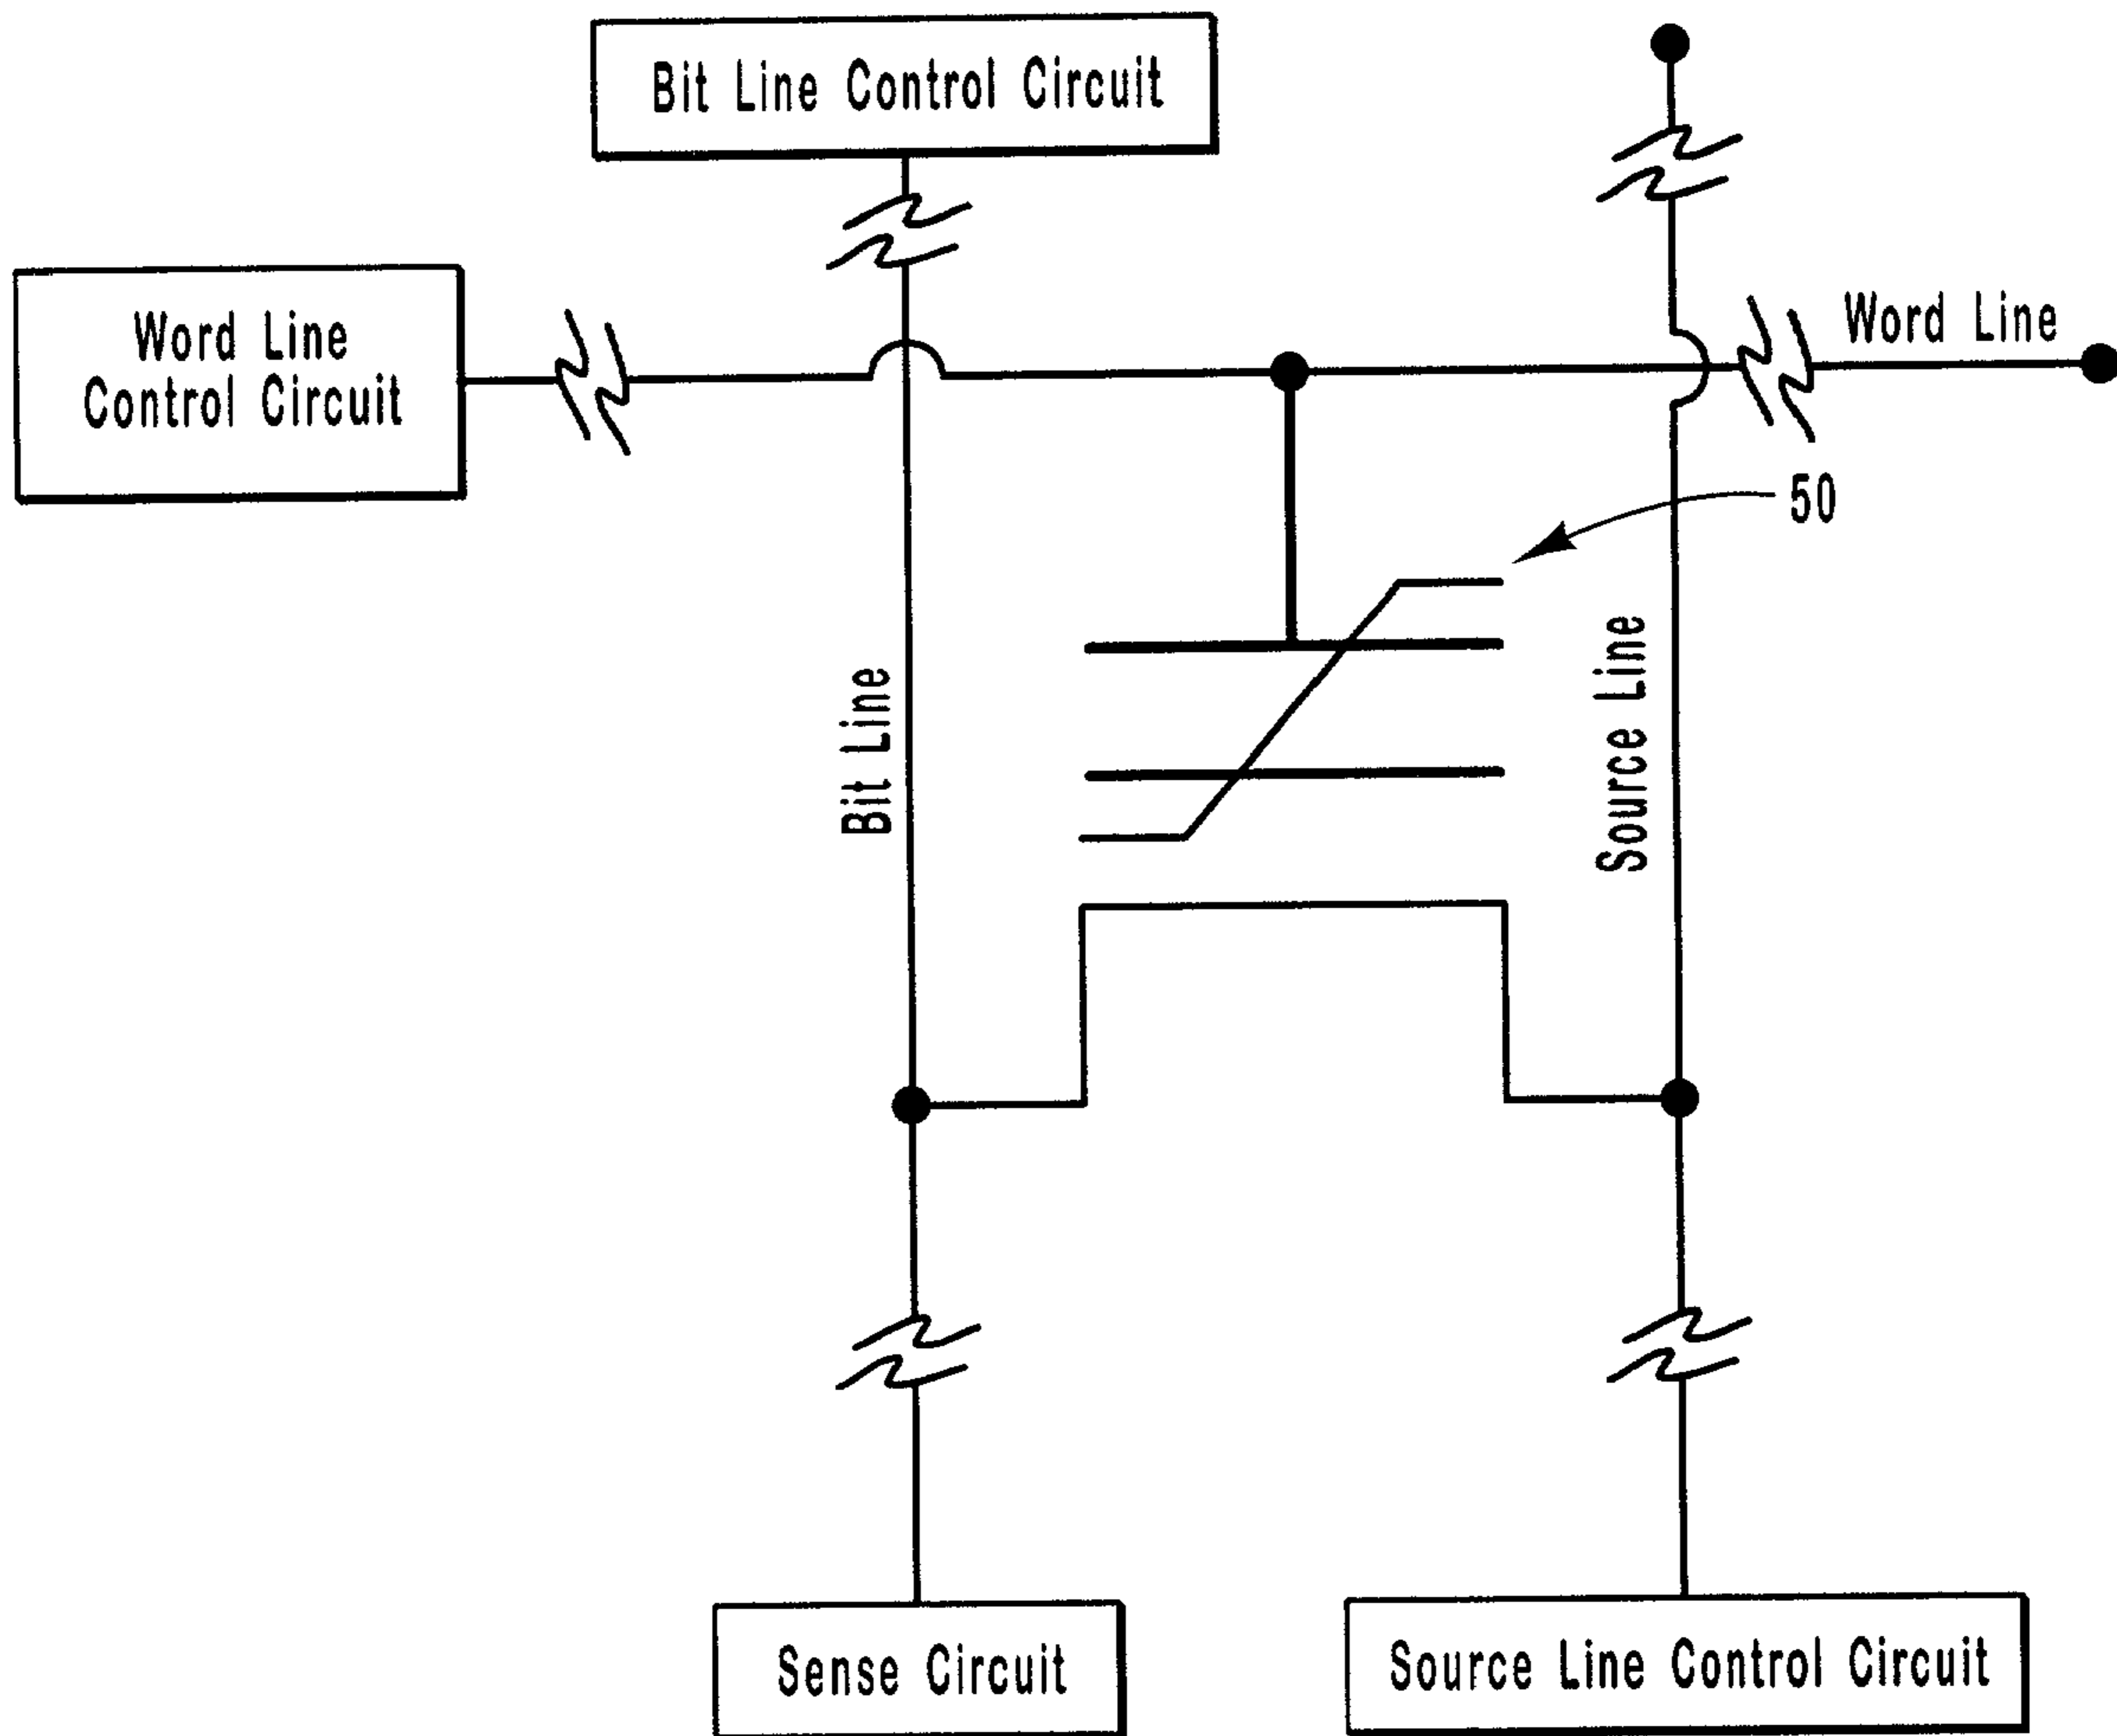 Bit Line Control Circuit
Word Line
Control Circuit
Word Line
50
Bit Line
Source Line
Sense Circuit
Source Line Control Circuit